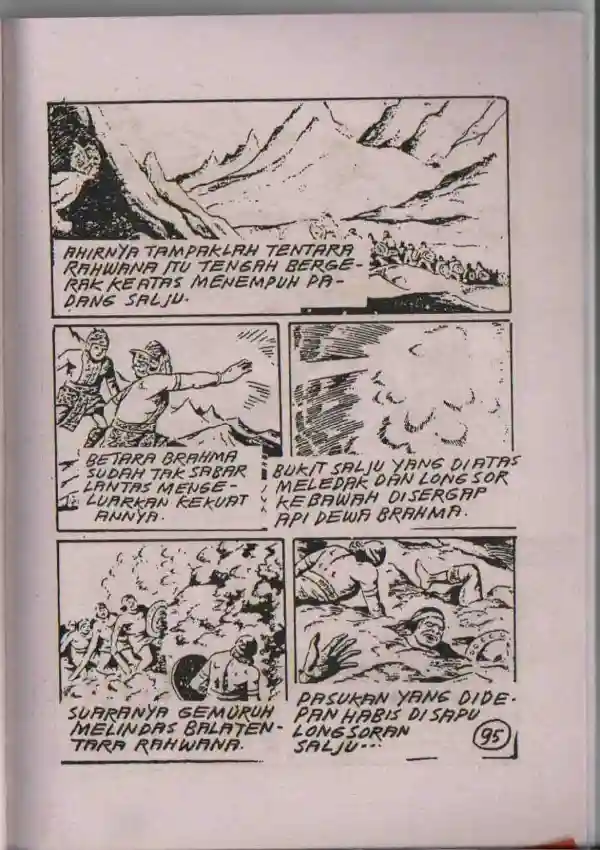 AHIRNYA TAMPAKLAH TENTARA
RAHWANA ITU TENGAH BERGE-
RAK KEATAS MENEMPUH PA-
DANG SALJU.
BETARA BRAHMA
SUDAH TAK SABAR
LANTAS MENGE-
LUARKAN KEKUAT
ANNYA.
BUKIT SALJU YANG DIATAS
MELEDAK DAN LONGSOR
KEBAWAH DISERGAP
API DEWA BRAHMA.
SUARANYA GEMURUH
MELINDAS BALATEN-
TARA RAHWANA.
PASUKAN YANG DIDE-
PAN HABIS DISAPU
LONGSORAN
SALJU...
95